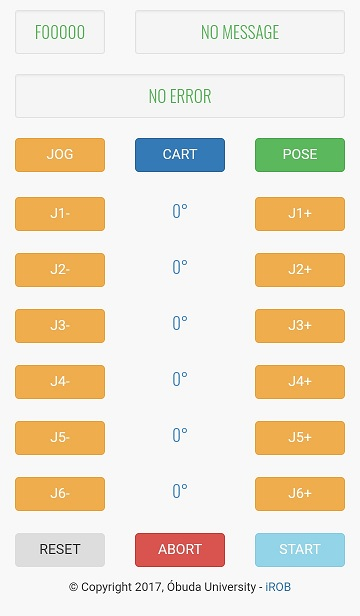 F00000 NO MESSAGE
NO ERROR
JOG CART POSE
J1- 0° J1+
J2- 0° J2+
J3- 0° J3+
J4- 0° J4+
J5- 0° J5+
J6- 0° J6+
RESET ABORT START
© Copyright 2017, Óbuda University - iROB